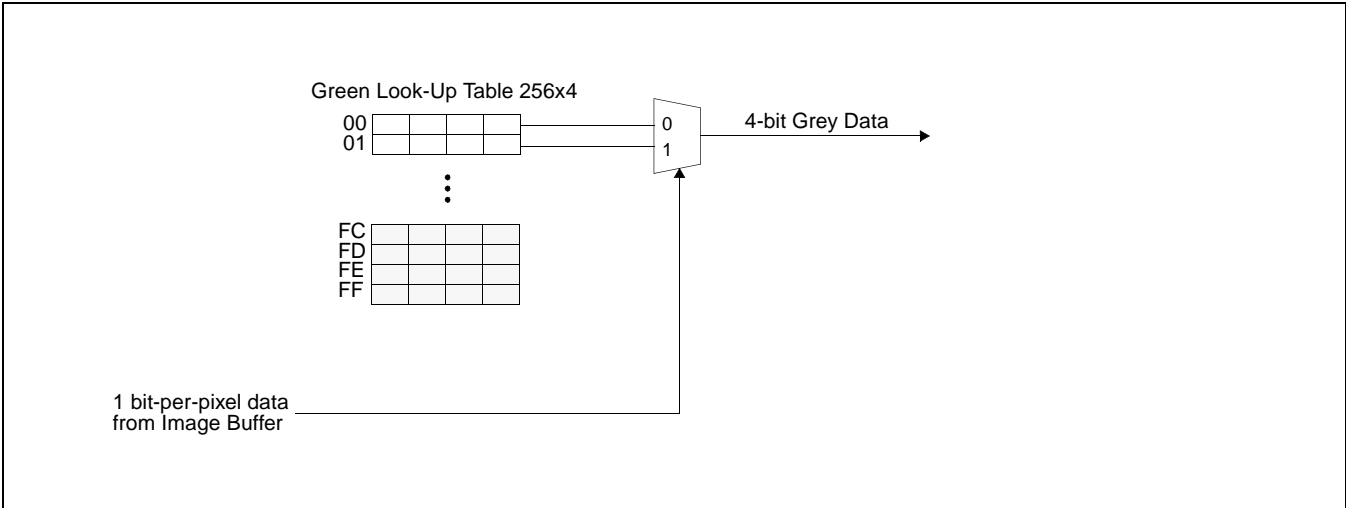 Green Look-Up Table 256x4
00
01
0
1
4-bit Grey Data
FC
FD
FE
FF
1 bit-per-pixel data
from Image Buffer